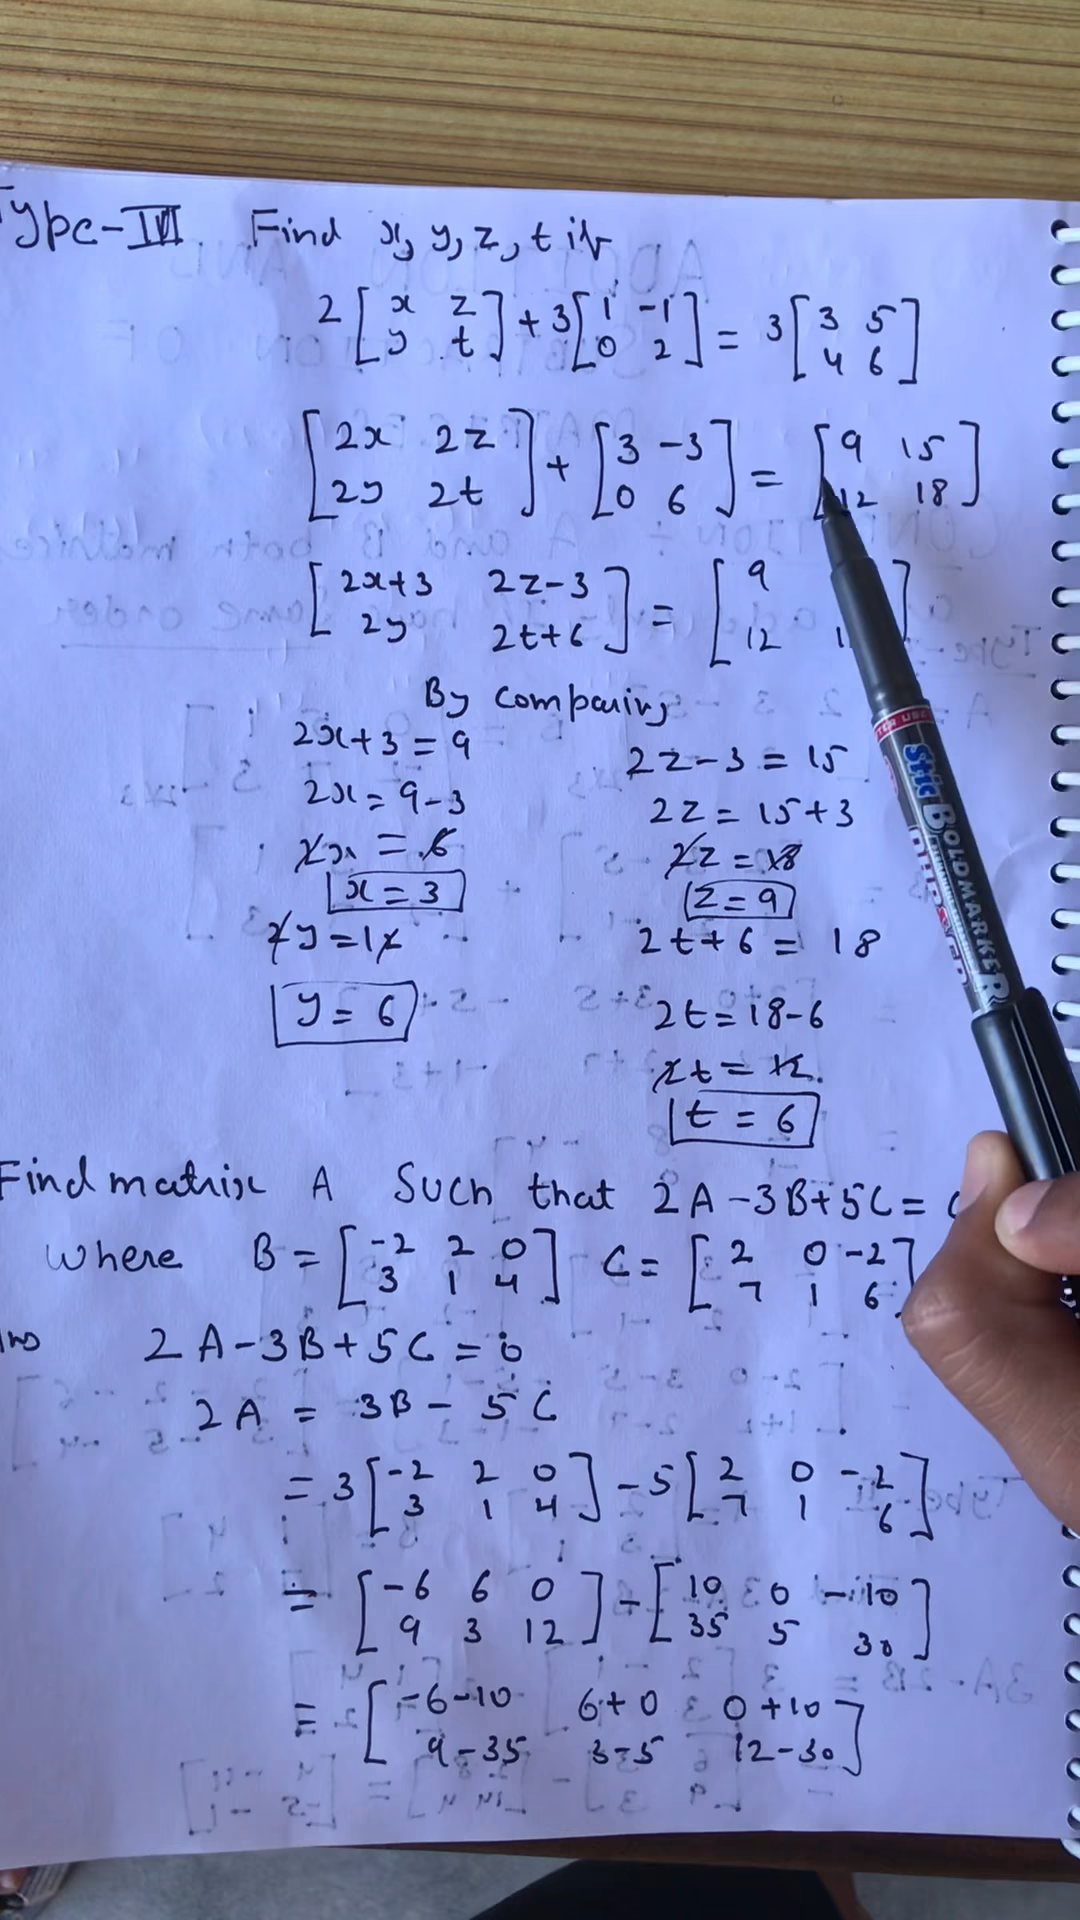 Type-III. Find x, y, z, t if
2 [ x z ; y t ] + 3 [ 1 -1 ; 0 2 ] = 3 [ 3 5 ; 4 6 ]
[ 2x 2z ; 2y 2t ] + [ 3 -3 ; 0 6 ] = [ 9 15 ; 12 18 ]
[ 2x+3 2z-3 ; 2y 2t+6 ] = [ 9 ; 12 ]
By comparing
2x+3 = 9
2x = 9-3
2x = 6
x = 3
2y = 12
y = 6
2z-3 = 15
2z = 15+3
2z = 18
z = 9
2t+6 = 18
2t = 18-6
2t = 12.
t = 6
Find matrix A Such that 2A-3B+5C =
where B = [ -2 2 0 ; 3 1 4 ] C = [ 2 0 -2 ; 7 1 6 ]
2A-3B+5C = 0
2A = 3B - 5C
= 3 [ -2 2 0 ; 3 1 4 ] - 5 [ 2 0 -2 ; 7 1 6 ]
= [ -6 6 0 ; 9 3 12 ] - [ 10 0 -10 ; 35 5 30 ]
= [ -6-10 6+0 0+10 ; 9-35 3-5 12-30 ]
Stic BOLDMARKER